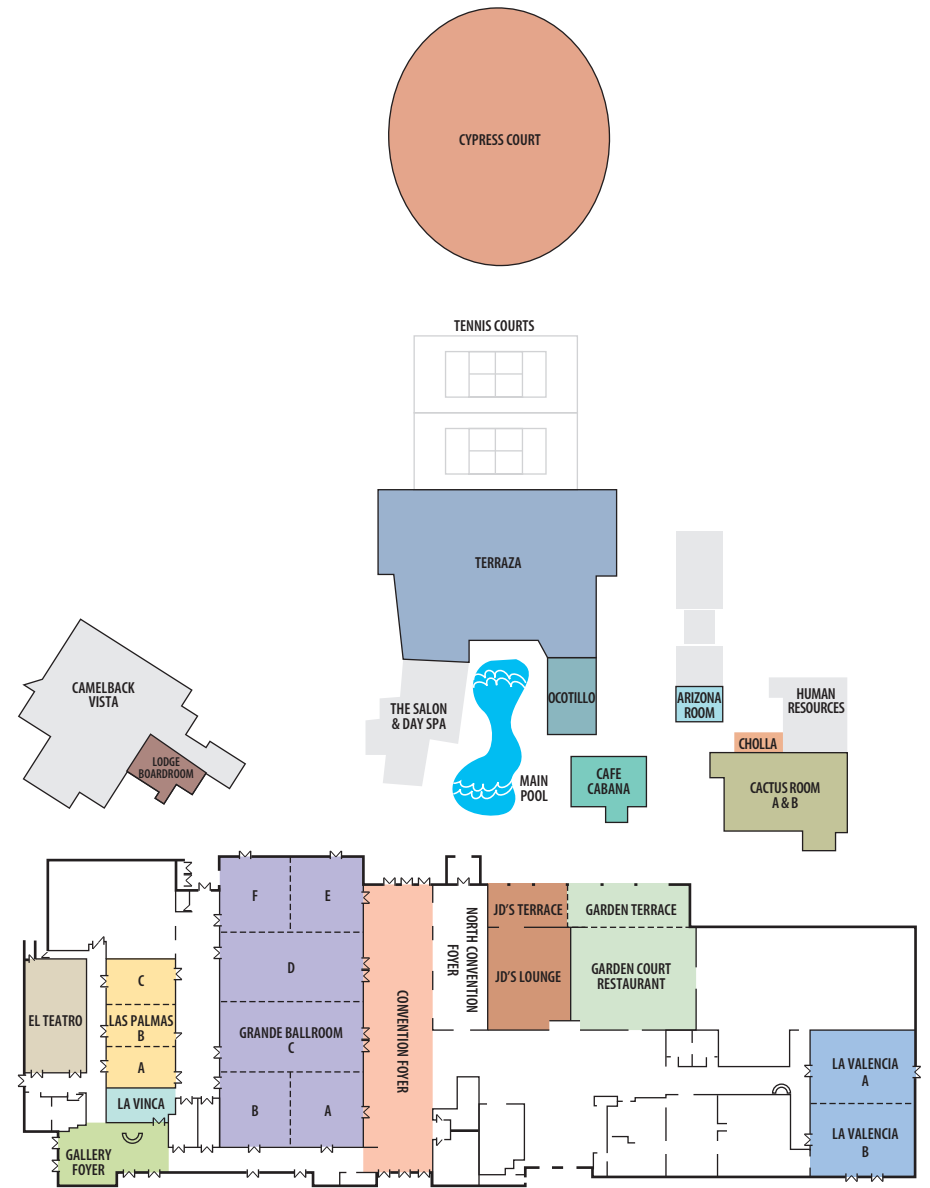 CYPRESS COURT
TENNIS COURTS
TERRAZA
CAMELBACK
VISTA
LODGE
BOARDROOM
THE SALON
& DAY SPA
OCOTILLO
ARIZONA
ROOM
HUMAN
RESOURCES
CHOLLA
MAIN
POOL
CAFE
CABANA
CACTUS ROOM
A & B
F
E
D
GRANDE BALLROOM
C
B
A
EL TEATRO
C
LAS PALMAS
B
A
LA VINCA
GALLERY
FOYER
CONVENTION FOYER
NORTH CONVENTION
FOYER
JD'S TERRACE
GARDEN TERRACE
JD'S LOUNGE
GARDEN COURT
RESTAURANT
LA VALENCIA
A
LA VALENCIA
B